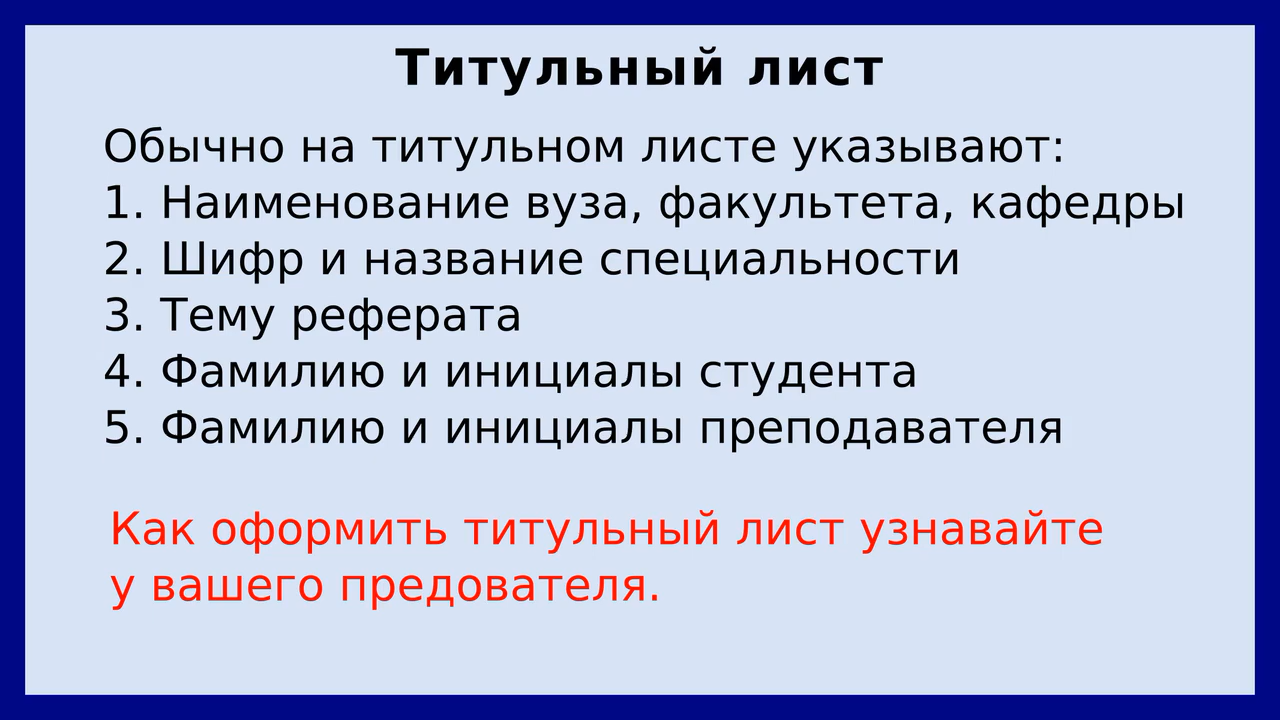 Титульный лист
Обычно на титульном листе указывают:
1. Наименование вуза, факультета, кафедры
2. Шифр и название специальности
3. Тему реферата
4. Фамилию и инициалы студента
5. Фамилию и инициалы преподавателя
Как оформить титульный лист узнавайте
у вашего предователя.